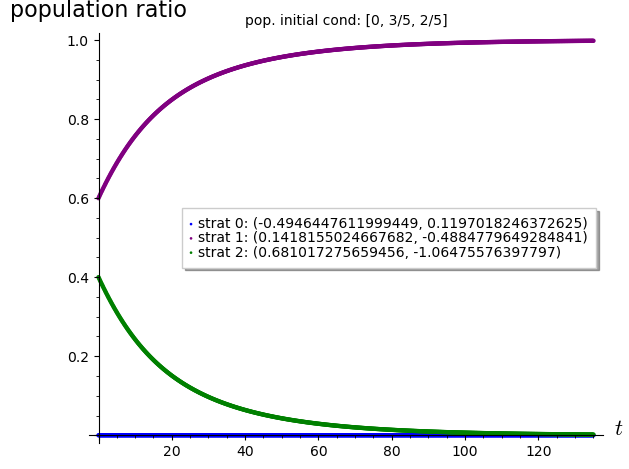 population ratio
pop. initial cond: [0, 3/5, 2/5]
1.0
0.8
0.6
strat 0: (-0.4946447611999449, 0.1197018246372625)
strat 1: (0.1418155024667682, -0.4884779649284841)
strat 2: (0.681017275659456, -1.06475576397797)
0.4
0.2
20 40 60 80 100 120
t